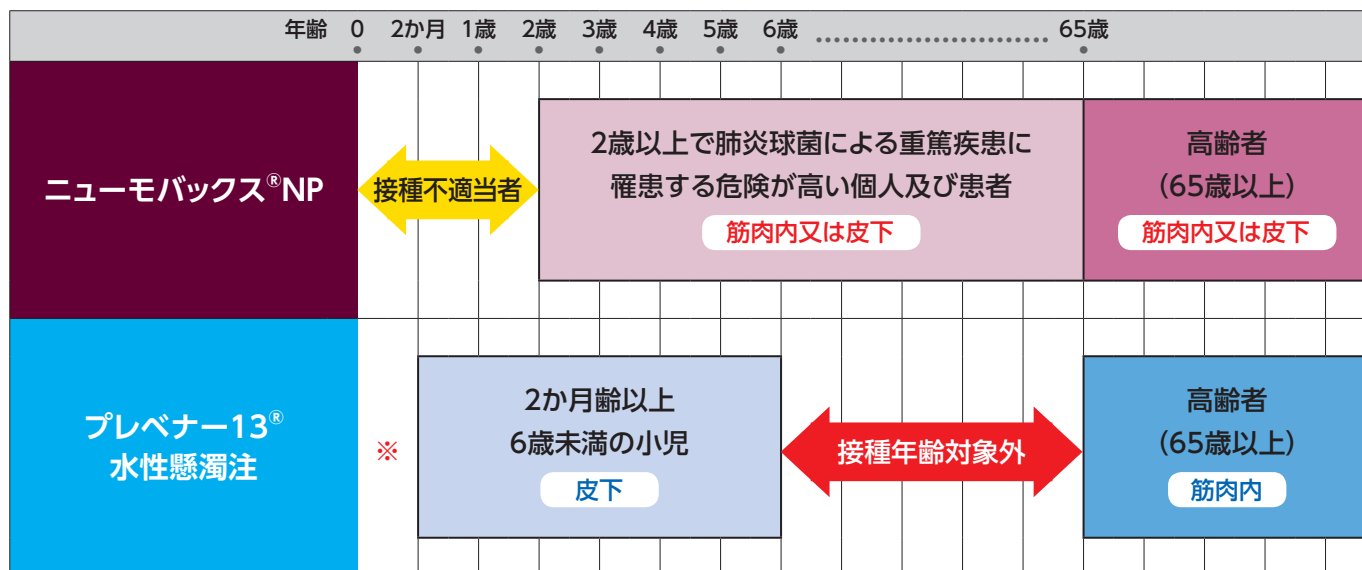 年齢 0 2か月 1歳 2歳 3歳 4歳 5歳 6歳 ........................ 65歳
ニューモバックス®NP
接種不適当者
2歳以上で肺炎球菌による重篤疾患に
罹患する危険が高い個人及び患者
筋肉内又は皮下
高齢者
（65歳以上）
筋肉内又は皮下
プレベナー13®
水性懸濁注
※
2か月齢以上
6歳未満の小児
皮下
接種年齢対象外
高齢者
（65歳以上）
筋肉内